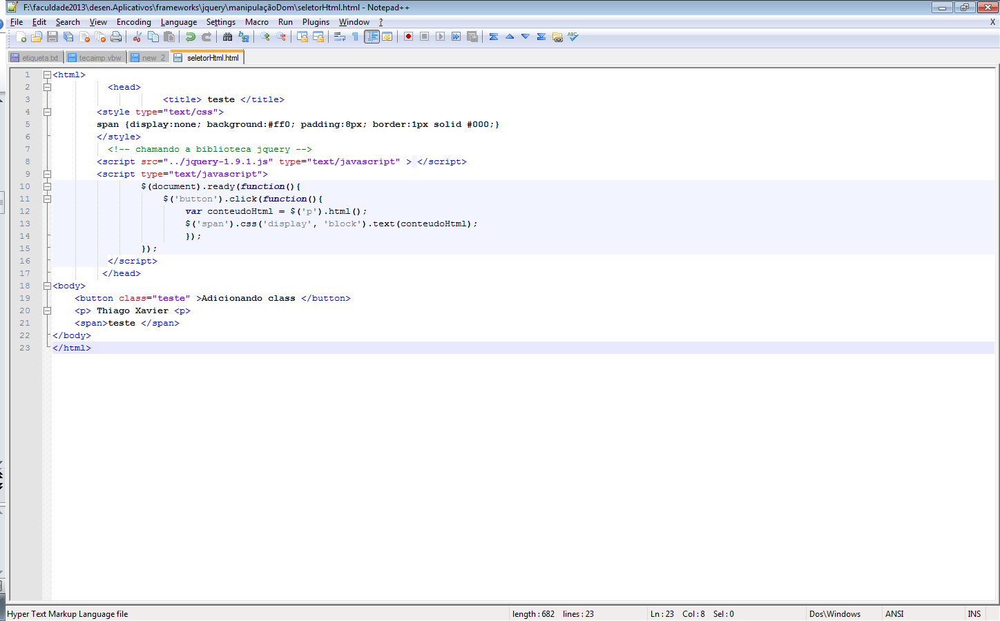 F:\faculdade2013\desen.Aplicativos\frameworks\jquery\manipulaçãoDom\seletorHtml.html - Notepad++
File Edit Search View Encoding Language Settings Macro Run Plugins Window ? X
etiqueta.txt tecaimp.vbw new 2 seletorHtml.html
1 <html>
2 <head>
3 <title> teste </title>
4 <style type="text/css">
5 span {display:none; background:#ff0; padding:8px; border:1px solid #000;}
6 </style>
7 <!-- chamando a biblioteca jquery -->
8 <script src="../jquery-1.9.1.js" type="text/javascript" > </script>
9 <script type="text/javascript">
10 $(document).ready(function(){
11 $('button').click(function(){
12 var conteudoHtml = $('p').html();
13 $('span').css('display', 'block').text(conteudoHtml);
14 });
15 });
16 </script>
17 </head>
18 <body>
19 <button class="teste" >Adicionando class </button>
20 <p> Thiago Xavier <p>
21 <span>teste </span>
22 </body>
23 </html>
Hyper Text Markup Language file length : 682 lines : 23 Ln : 23 Col : 8 Sel : 0 Dos\Windows ANSI INS